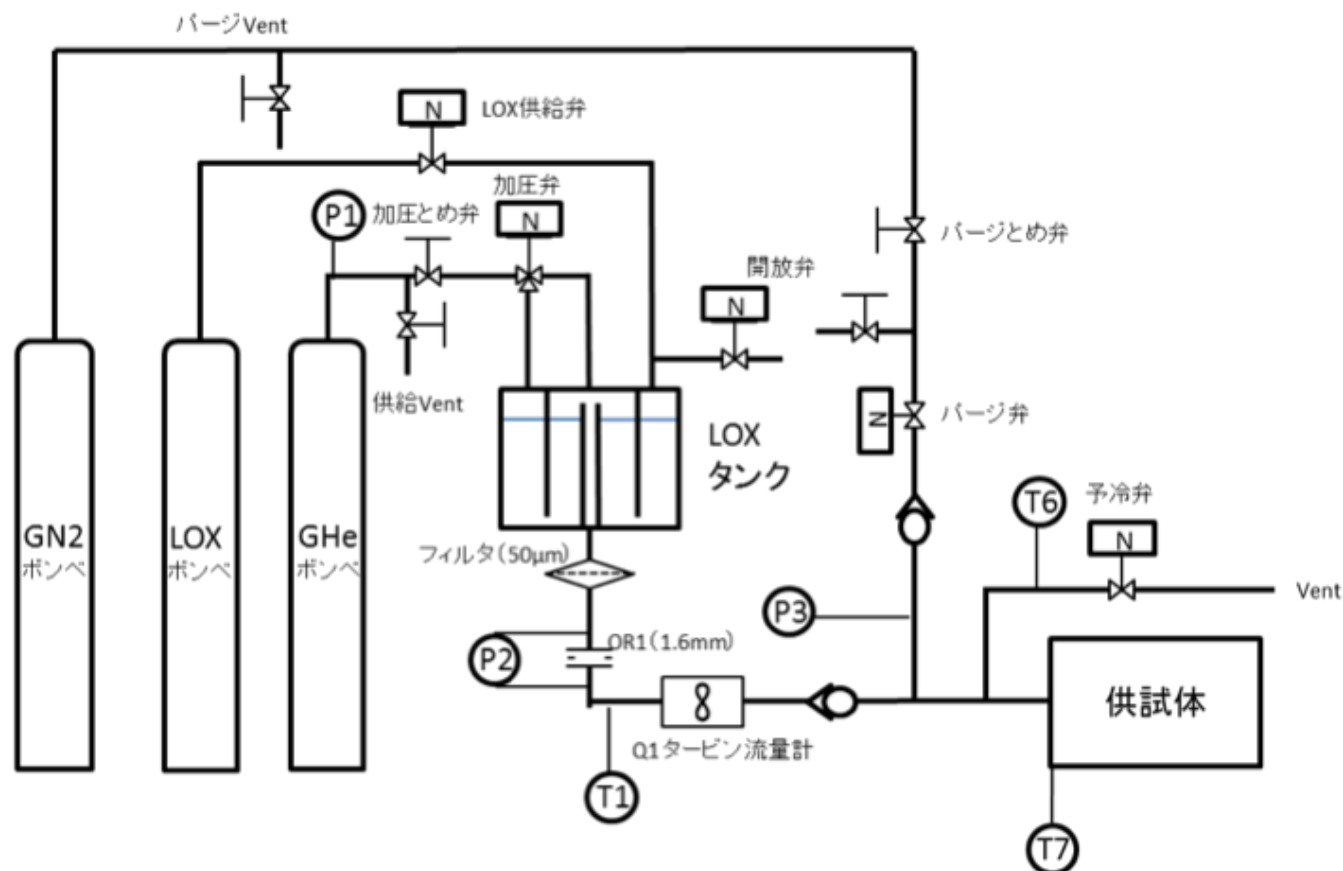 パージVent
N
LOX供給弁
加圧弁
P1
加圧とめ弁
N
パージとめ弁
開放弁
N
供給Vent
N
パージ弁
LOX
タンク
GN2
ボンベ
LOX
ボンベ
GHe
ボンベ
フィルタ(50μm)
T6
予冷弁
N
Vent
P3
P2
OR1(1.6mm)
供試体
Q1タービン流量計
T1
T7